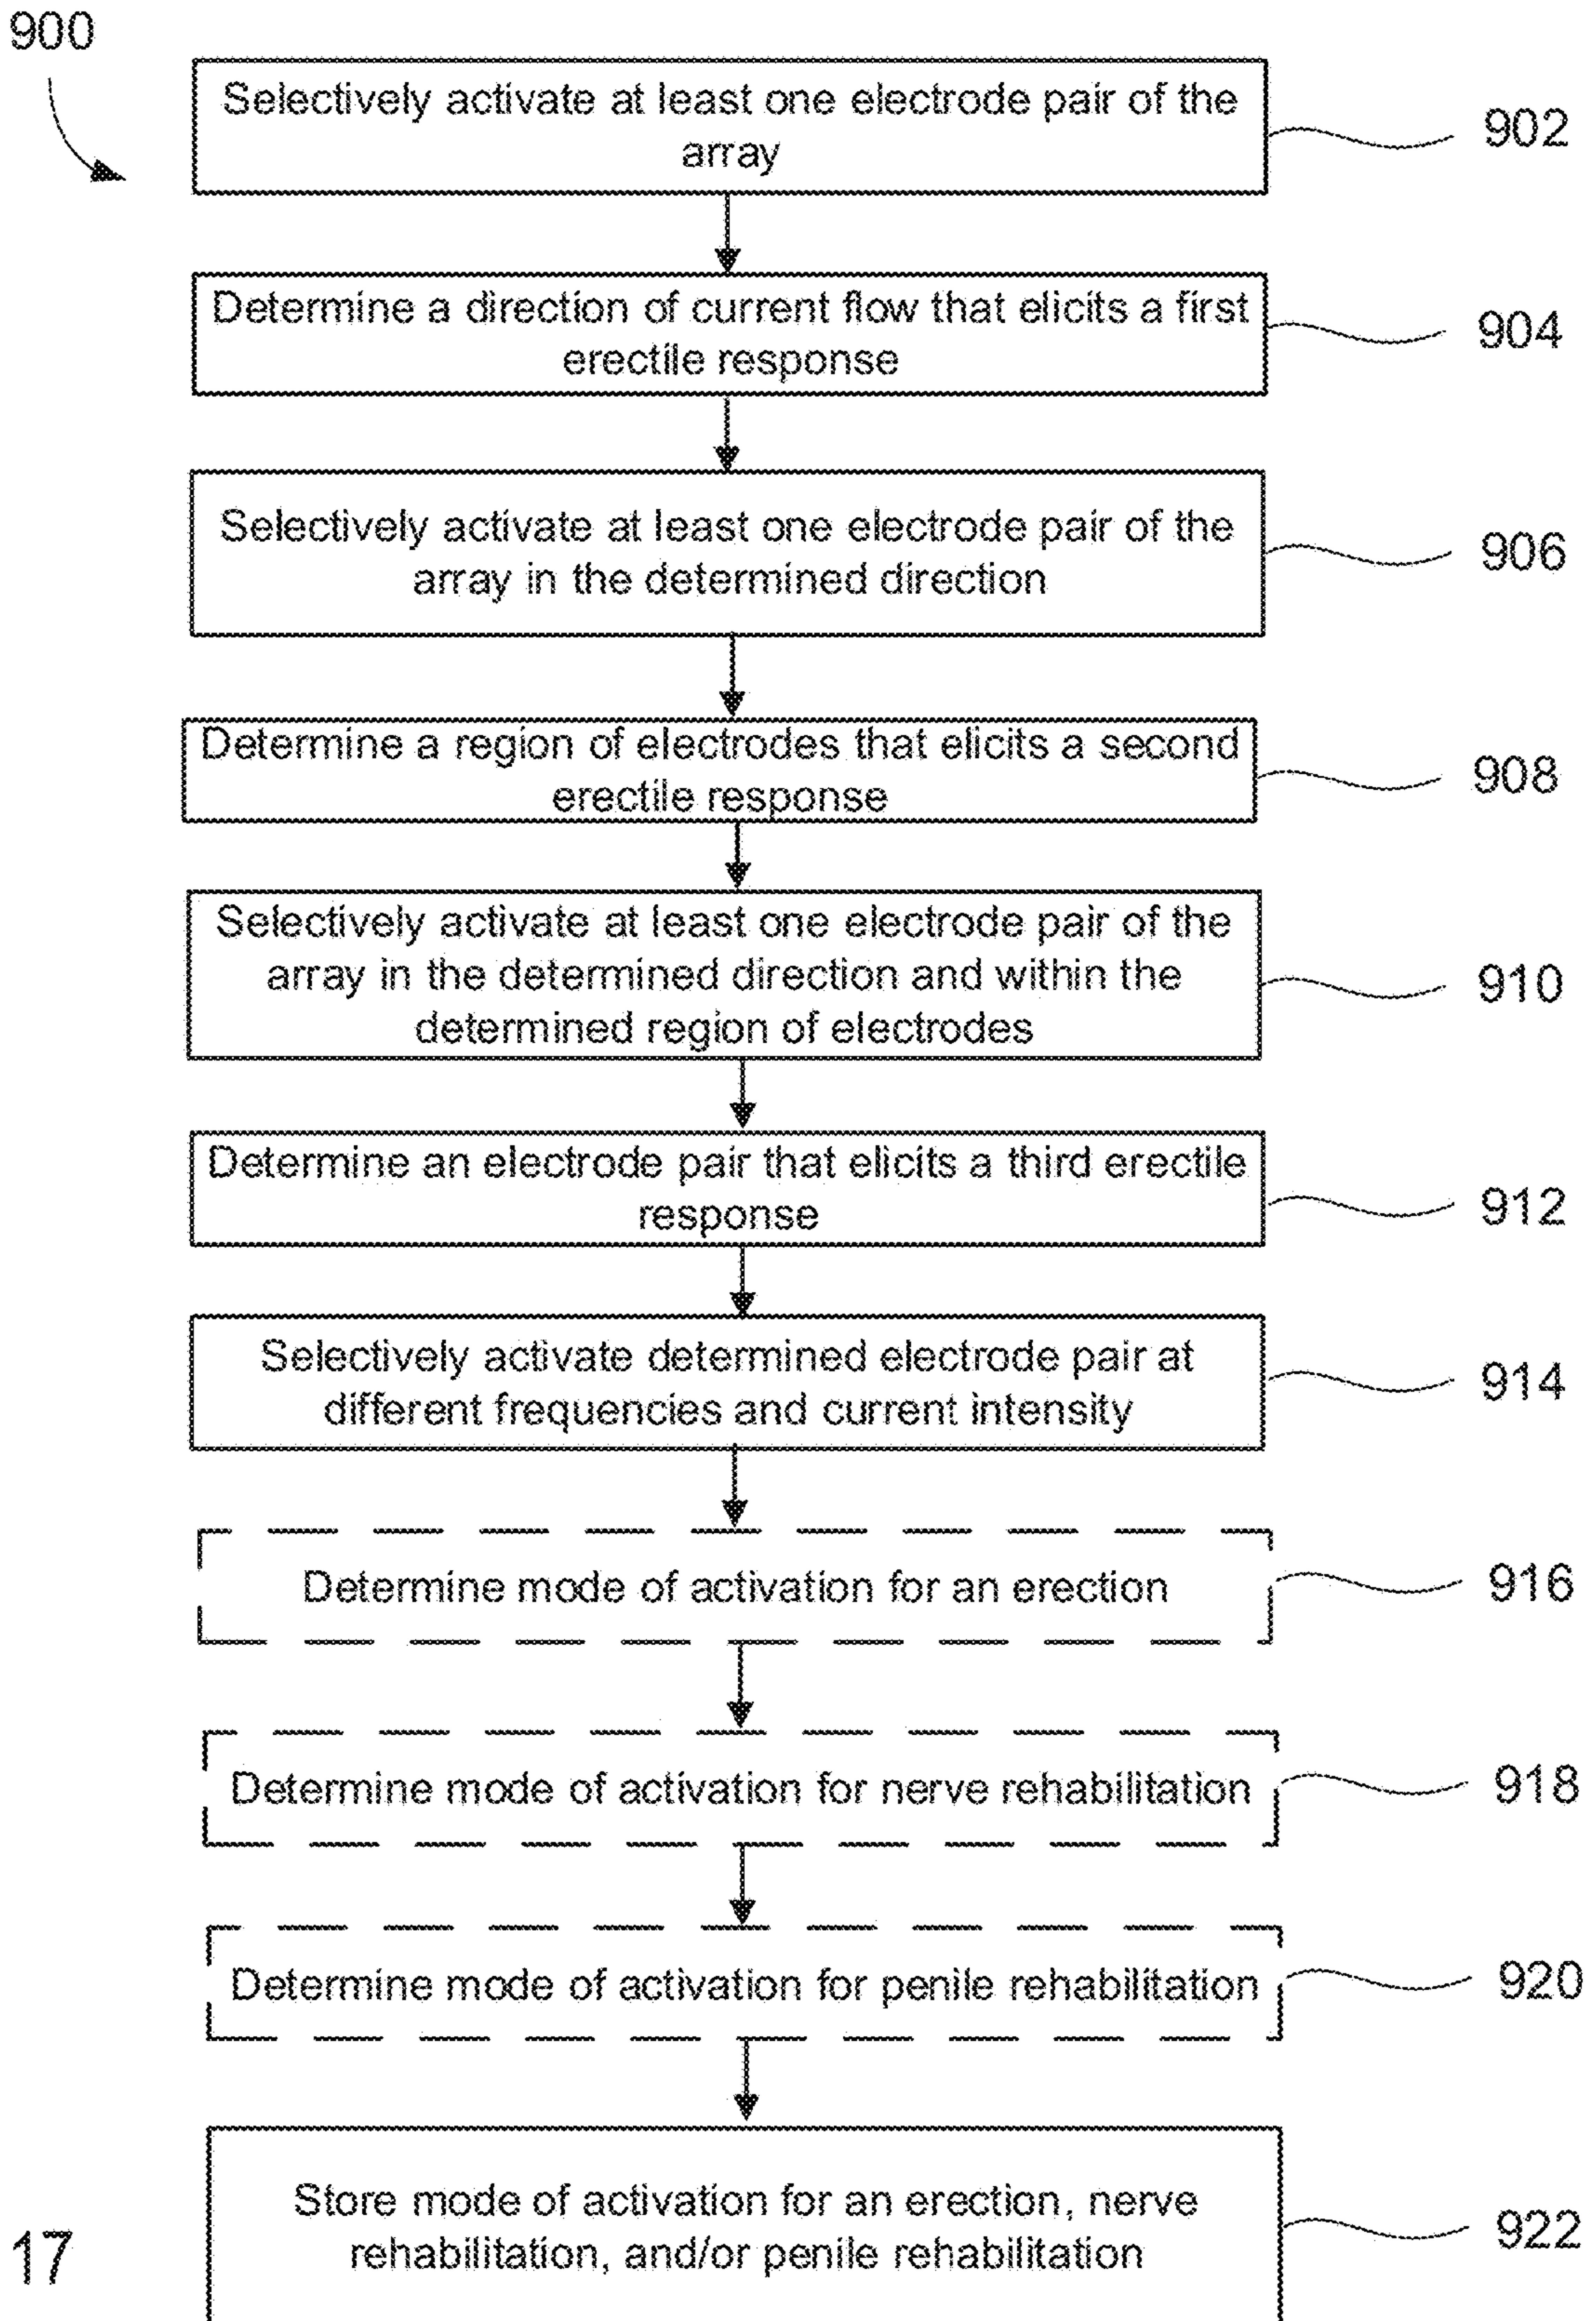 900
Selectively activate at least one electrode pair of the
array
902
Determine a direction of current flow that elicits a first
erectile response
904
Selectively activate at least one electrode pair of the
array in the determined direction
906
Determine a region of electrodes that elicits a second
erectile response
908
Selectively activate at least one electrode pair of the
array in the determined direction and within the
determined region of electrodes
910
Determine an electrode pair that elicits a third erectile
response
912
Selectively activate determined electrode pair at
different frequencies and current intensity
914
Determine mode of activation for an erection
916
Determine mode of activation for nerve rehabilitation
918
Determine mode of activation for penile rehabilitation
920
Store mode of activation for an erection, nerve
rehabilitation, and/or penile rehabilitation
922
17